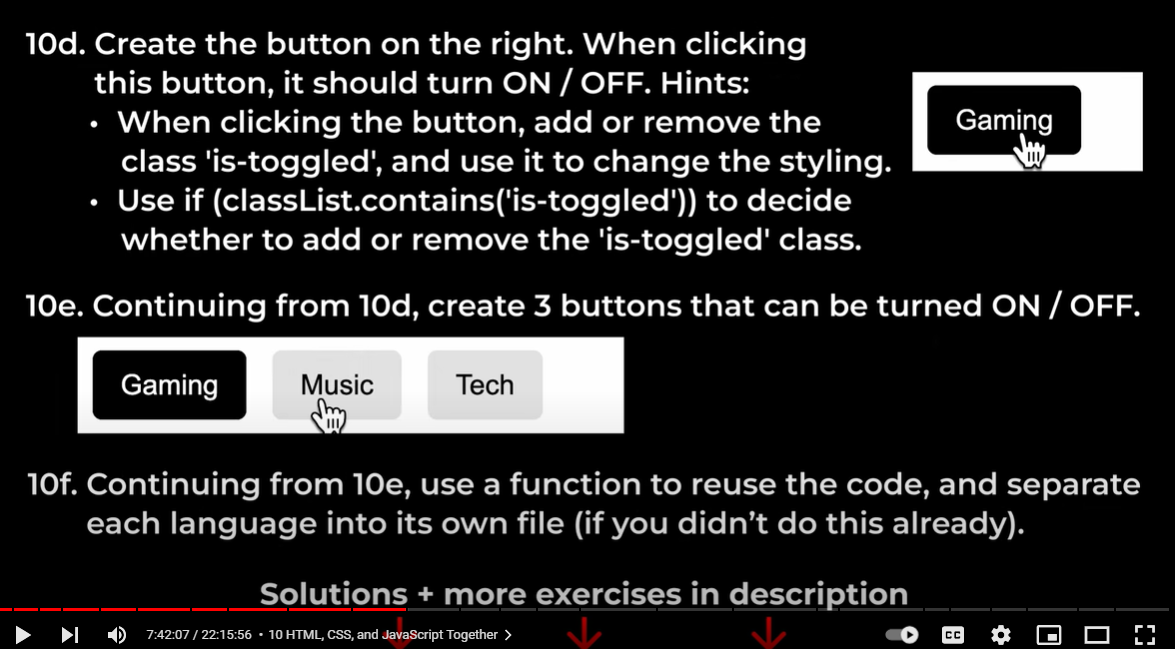 10d. Create the button on the right. When clicking
this button, it should turn ON / OFF. Hints:
• When clicking the button, add or remove the
class 'is-toggled', and use it to change the styling.
• Use if (classList.contains('is-toggled')) to decide
whether to add or remove the 'is-toggled' class.
Gaming
10e. Continuing from 10d, create 3 buttons that can be turned ON / OFF.
Gaming Music Tech
10f. Continuing from 10e, use a function to reuse the code, and separate
each language into its own file (if you didn’t do this already).
Solutions + more exercises in description
7:42:07 / 22:15:56 • 10 HTML, CSS, and JavaScript Together
CC